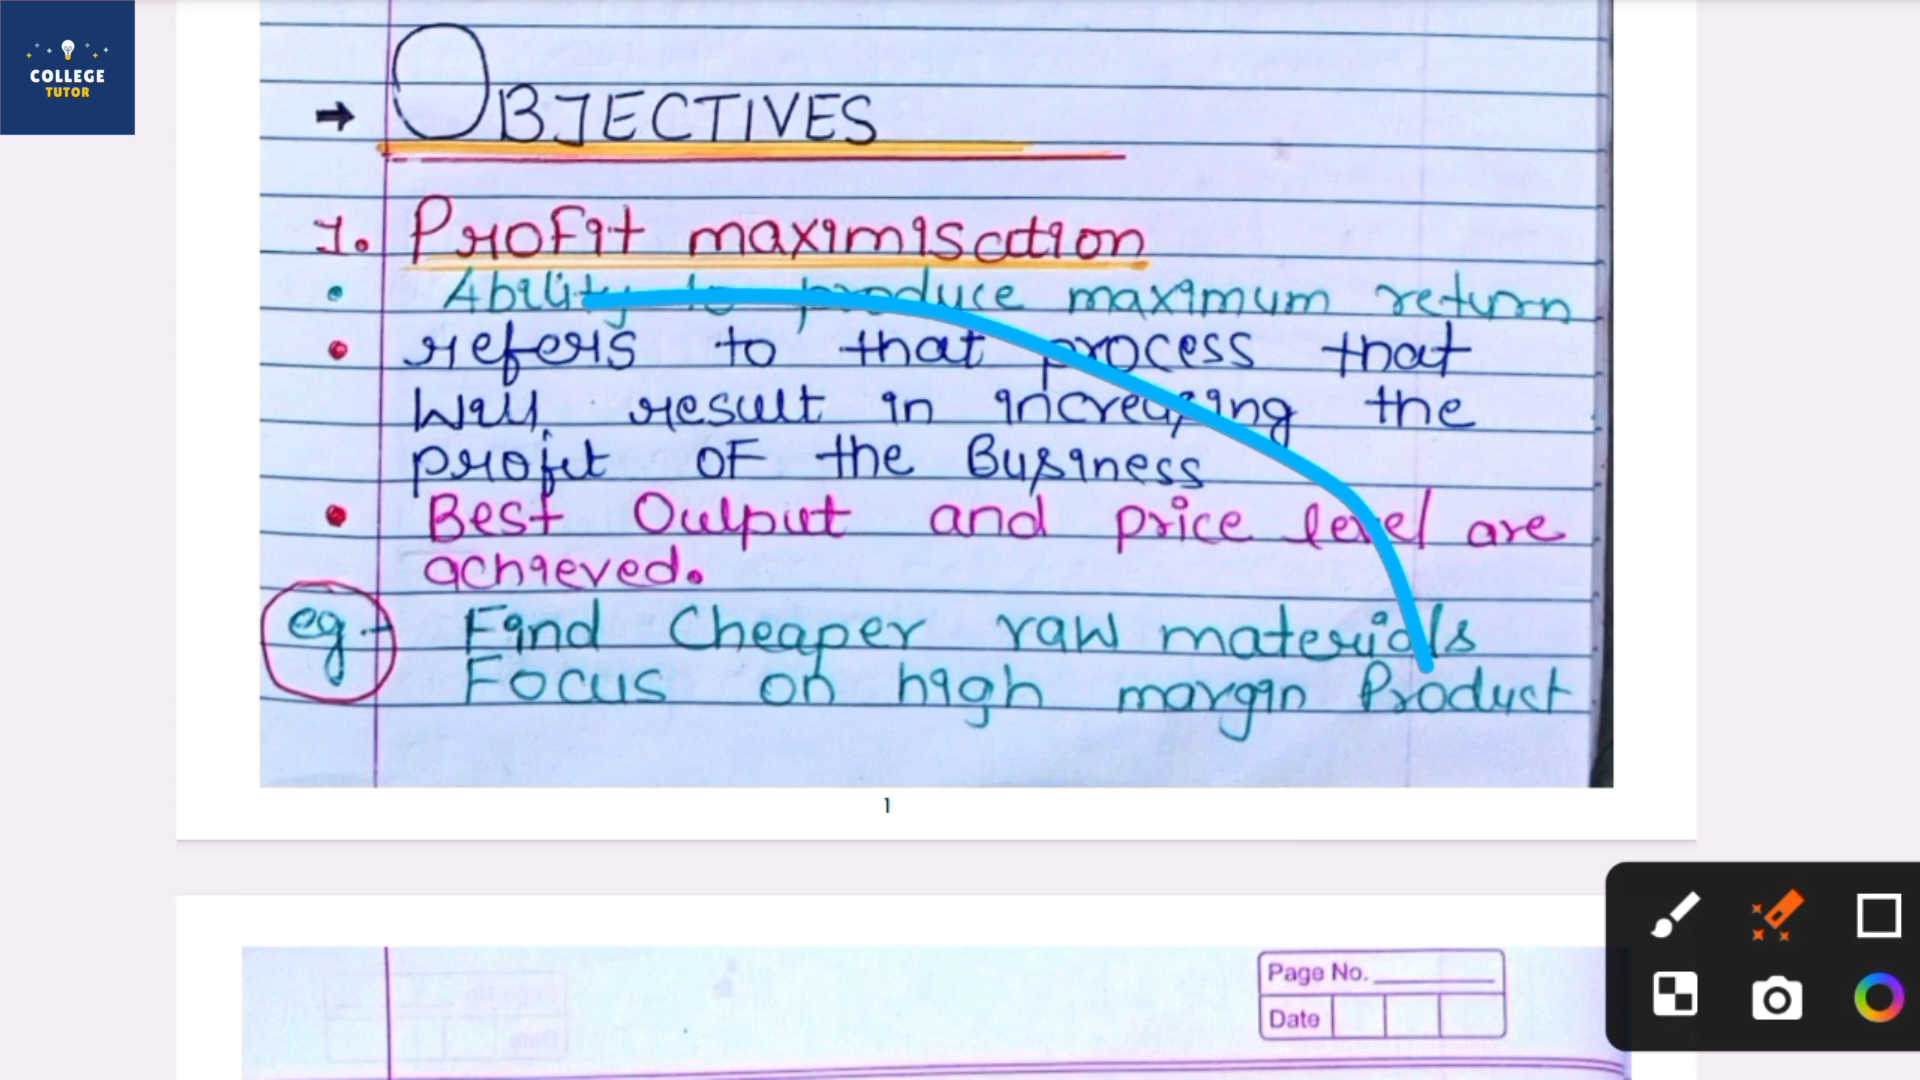 COLLEGE
TUTOR
→ OBJECTIVES
1. Profit maximisation
• Ability to produce maximum return
• refers to that process that
will result in increasing the
profit OF the Business
• Best Output and price level are
achieved.
eg - Find Cheaper raw materials
Focus on high margin Product
1
Page No.
Date